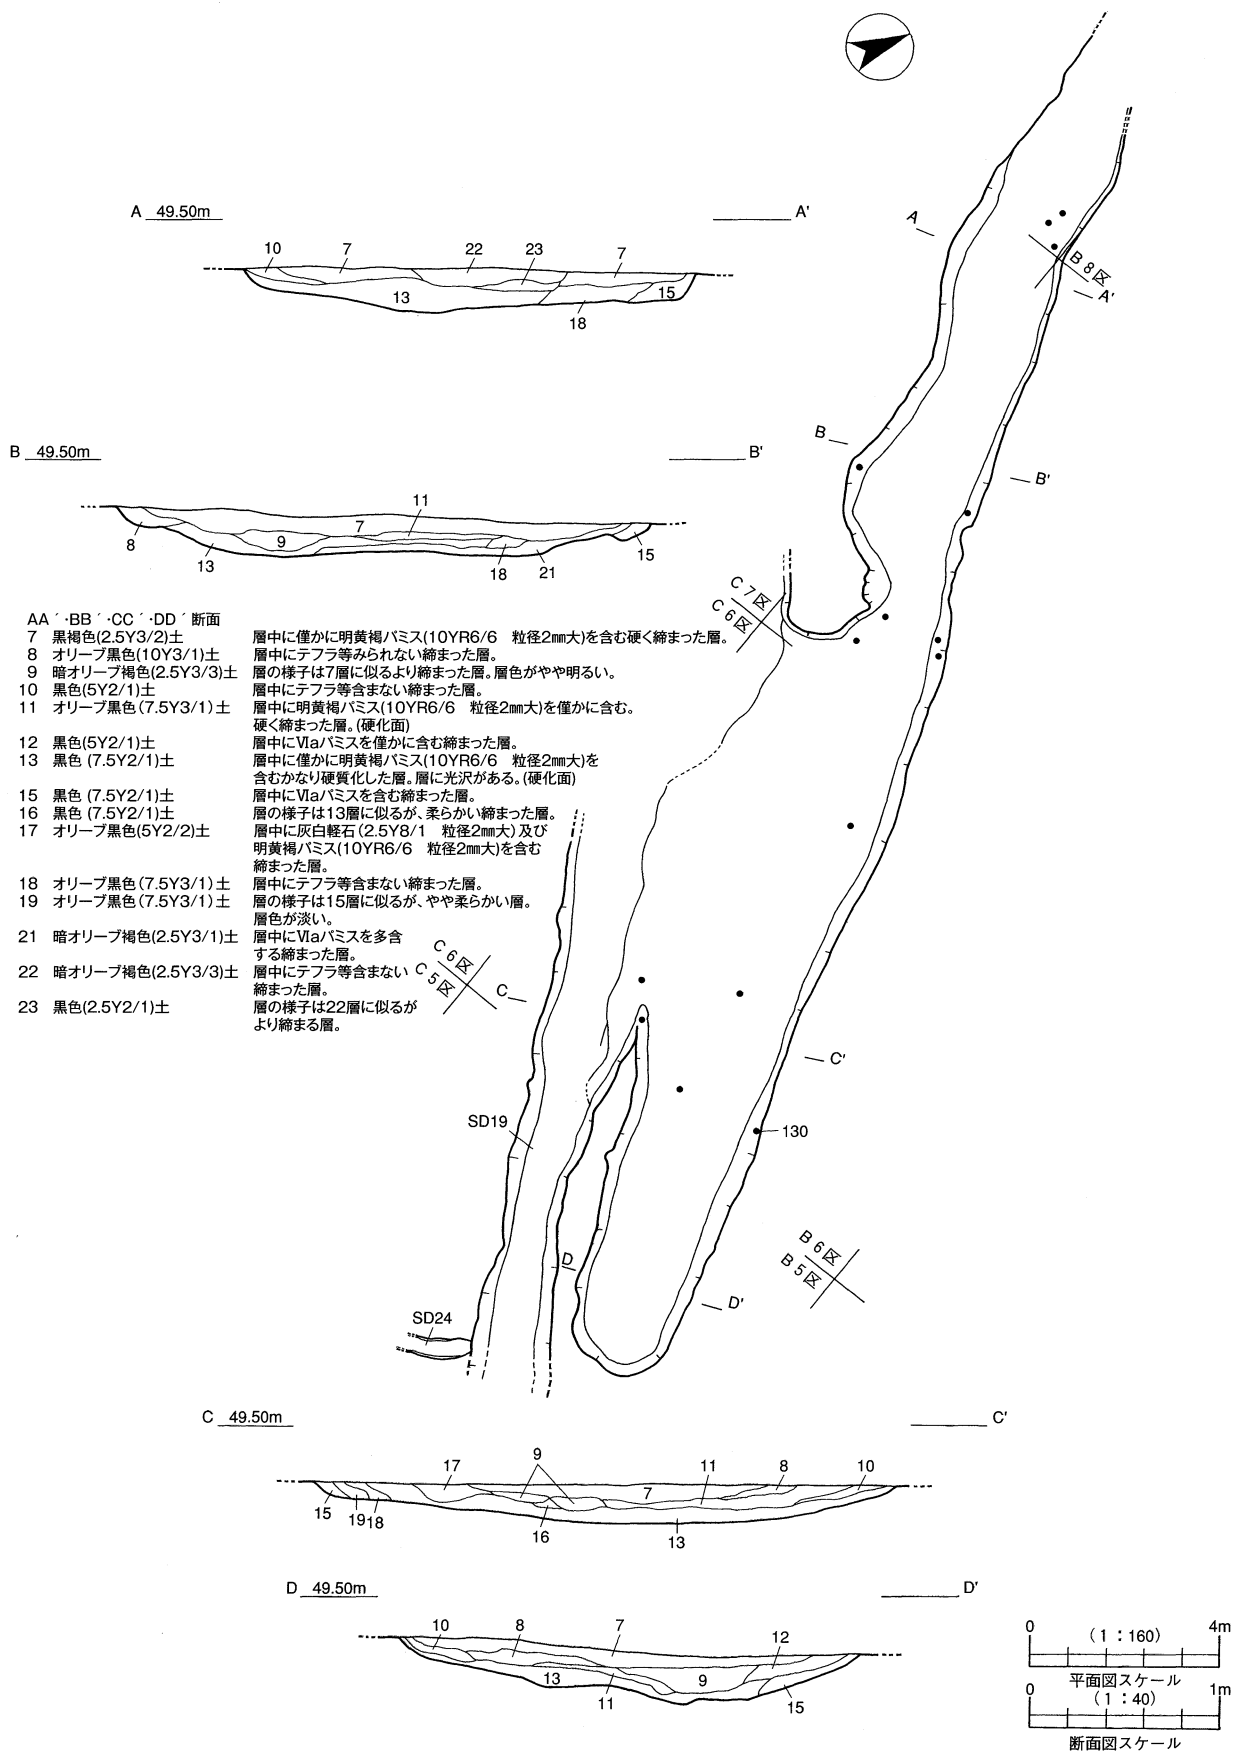 A 49.50m A'
10 7 22 23 7
13 15
18
B 49.50m B'
11
7
8 13 9 18 21 15
AA´・BB´・CC´・DD´断面
7 黒褐色(2.5Y3/2)土 層中に僅かに明黄褐パミス(10YR6/6 粒径2㎜大)を含む硬く締まった層。
8 オリーブ黒色(10Y3/1)土 層中にテフラ等みられない締まった層。
9 暗オリーブ褐色(2.5Y3/3)土 層の様子は7層に似るより締まった層。層色がやや明るい。
10 黒色(5Y2/1)土 層中にテフラ等含まない締まった層。
11 オリーブ黒色(7.5Y3/1)土 層中に明黄褐パミス(10YR6/6 粒径2㎜大)を僅かに含む。
硬く締まった層。(硬化面)
12 黒色(5Y2/1)土 層中にⅥaパミスを僅かに含む締まった層。
13 黒色(7.5Y2/1)土 層中に僅かに明黄褐パミス(10YR6/6 粒径2㎜大)を
含むかなり硬質化した層。層に光沢がある。(硬化面)
15 黒色(7.5Y2/1)土 層中にⅥaパミスを含む締まった層。
16 黒色(7.5Y2/1)土 層の様子は13層に似るが、柔らかい締まった層。
17 オリーブ黒色(5Y2/2)土 層中に灰白軽石(2.5Y8/1 粒径2㎜大)及び
明黄褐パミス(10YR6/6 粒径2㎜大)を含む
締まった層。
18 オリーブ黒色(7.5Y3/1)土 層中にテフラ等含まない締まった層。
19 オリーブ黒色(7.5Y3/1)土 層の様子は15層に似るが、やや柔らかい層。
層色が淡い。
21 暗オリーブ褐色(2.5Y3/1)土 層中にⅥaパミスを多含
する締まった層。
22 暗オリーブ褐色(2.5Y3/3)土 層中にテフラ等含まない
締まった層。
23 黒色(2.5Y2/1)土 層の様子は22層に似るが
より締まる層。
A
B8区
A'
B
B'
C7区
C6区
C6区
C5区
C
C'
SD19
130
B6区
B5区
D
D'
SD24
C 49.50m C'
9
17 11 8 10
7
15 19 18 16 13
D 49.50m D'
10 8 7 12
13 9
11 15
0 4m
(1:160)
平面図スケール
0 1m
(1:40)
断面図スケール